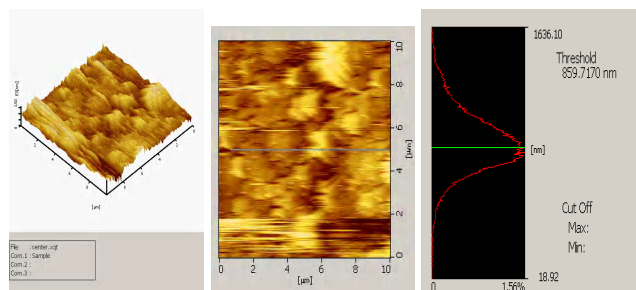 [µm]
File : center.xqt
Com.1 : Sample
Com.2 :
Com.3 :
10
8
6
4
2
0
[µm]
0 2 4 6 8 10
[µm]
1636.10
Threshold
859.7170 nm
[nm]
Cut Off
Max:
Min:
18.92
1.56%